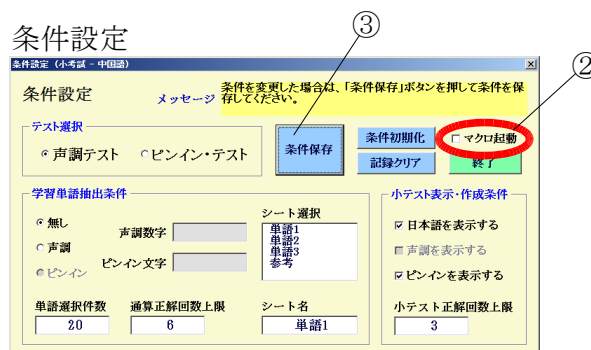 条件設定
③
②
条件設定 (小考試 - 中国語)
条件設定
メッセージ
条件を変更した場合は、「条件保存」ボタンを押して条件を保
存してください。
テスト選択
声調テスト
ピンイン・テスト
条件保存
条件初期化
マクロ起動
記録クリア
終了
学習単語抽出条件
無し
声調
ピンイン
声調数字
ピンイン文字
シート選択
単語1
単語2
単語3
参考
単語選択件数
20
通算正解回数上限
6
シート名
単語1
小テスト表示・作成条件
日本語を表示する
声調を表示する
ピンインを表示する
小テスト正解回数上限
3